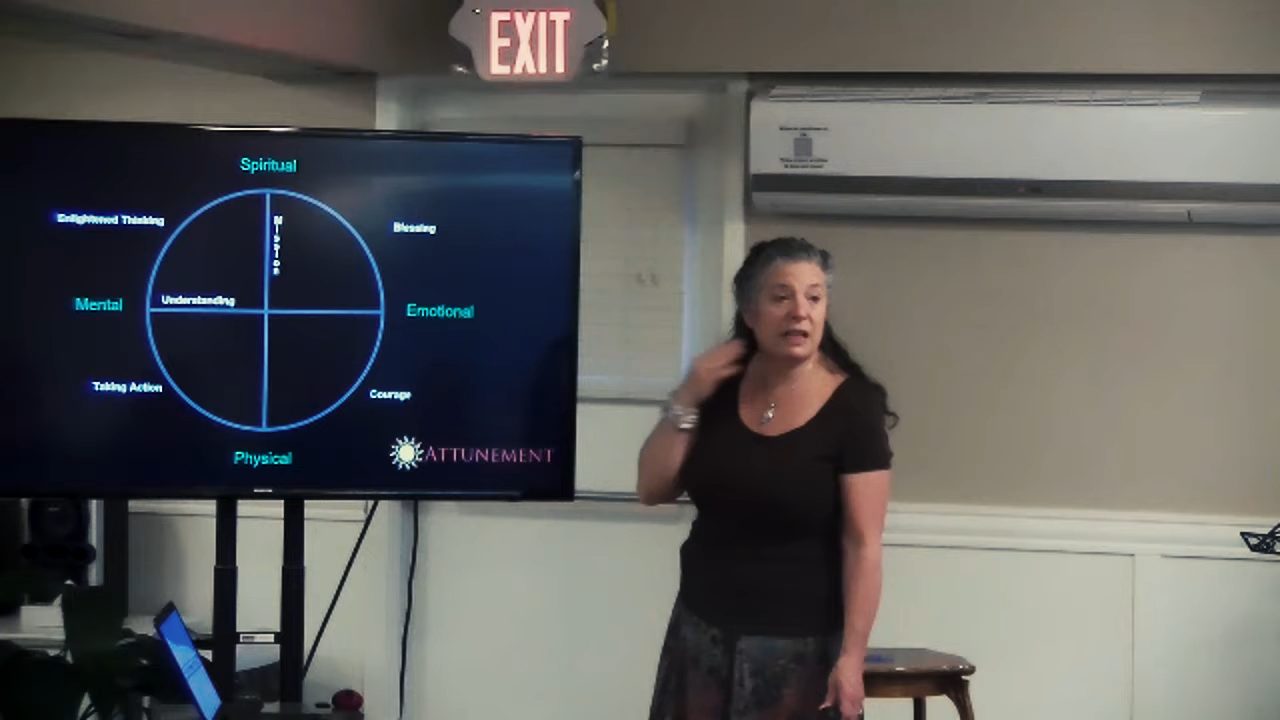 EXIT
Spiritual
Enlightened Thinking
Mission
Blessing
Mental
Understanding
Emotional
Taking Action
Courage
Physical
ATTUNEMENT